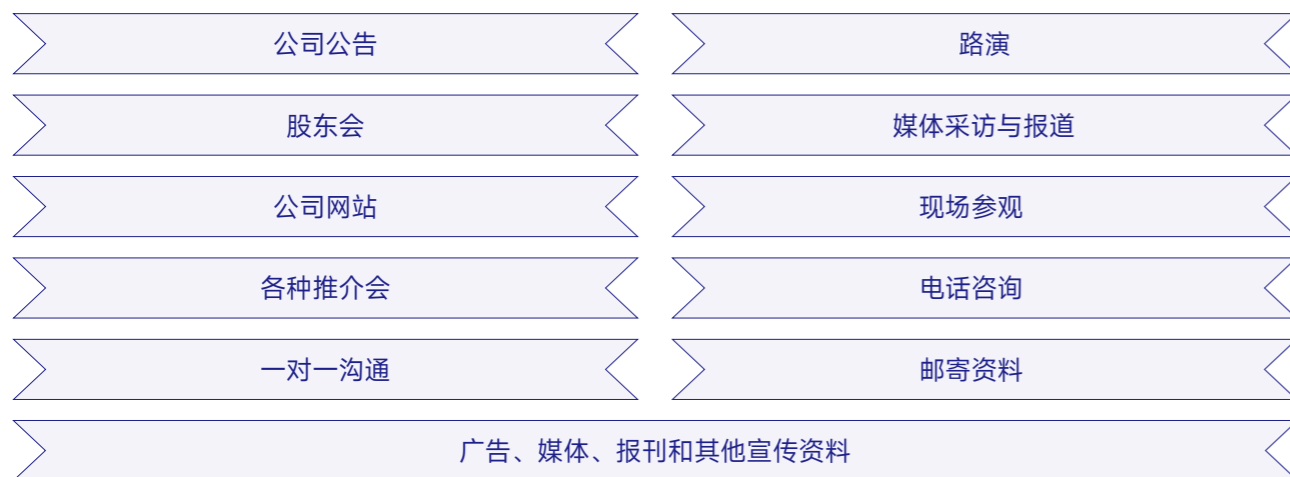 公司公告
路演
股东会
媒体采访与报道
公司网站
现场参观
各种推介会
电话咨询
一对一沟通
邮寄资料
广告、媒体、报刊和其他宣传资料